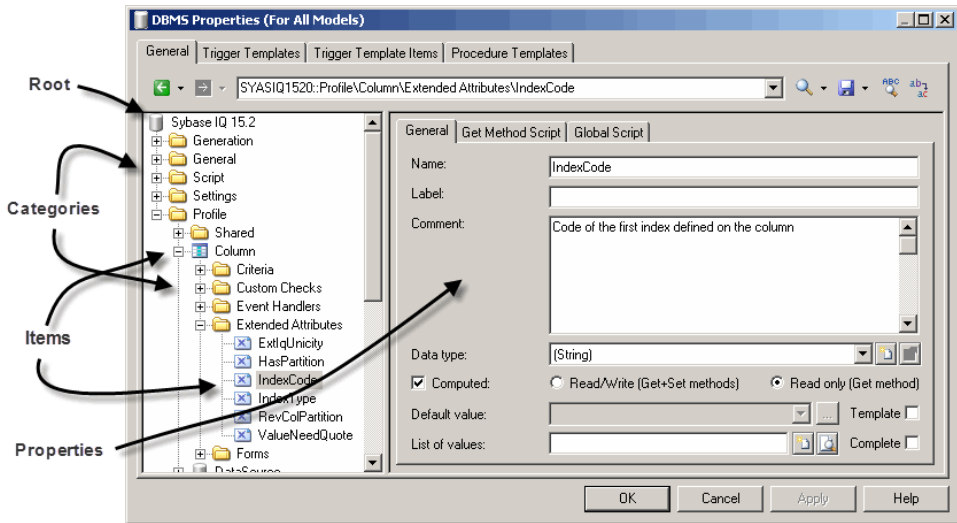 DBMS Properties (For All Models)
General Trigger Templates Trigger Template Items Procedure Templates
SYASIQ1520::Profile\Column\Extended Attributes\IndexCode
Root
Categories
Items
Properties
Sybase IQ 15.2
Generation
General
Script
Settings
Profile
Shared
Column
Criteria
Custom Checks
Event Handlers
Extended Attributes
ExtIqUnicity
HasPartition
IndexCode
IndexType
RevColPartition
ValueNeedQuote
Forms
DataSource
General Get Method Script Global Script
Name: IndexCode
Label:
Comment: Code of the first index defined on the column
Data type: (String)
Computed: Read/Write (Get+Set methods) Read only (Get method)
Default value: ... Template
List of values: Complete
OK Cancel Apply Help